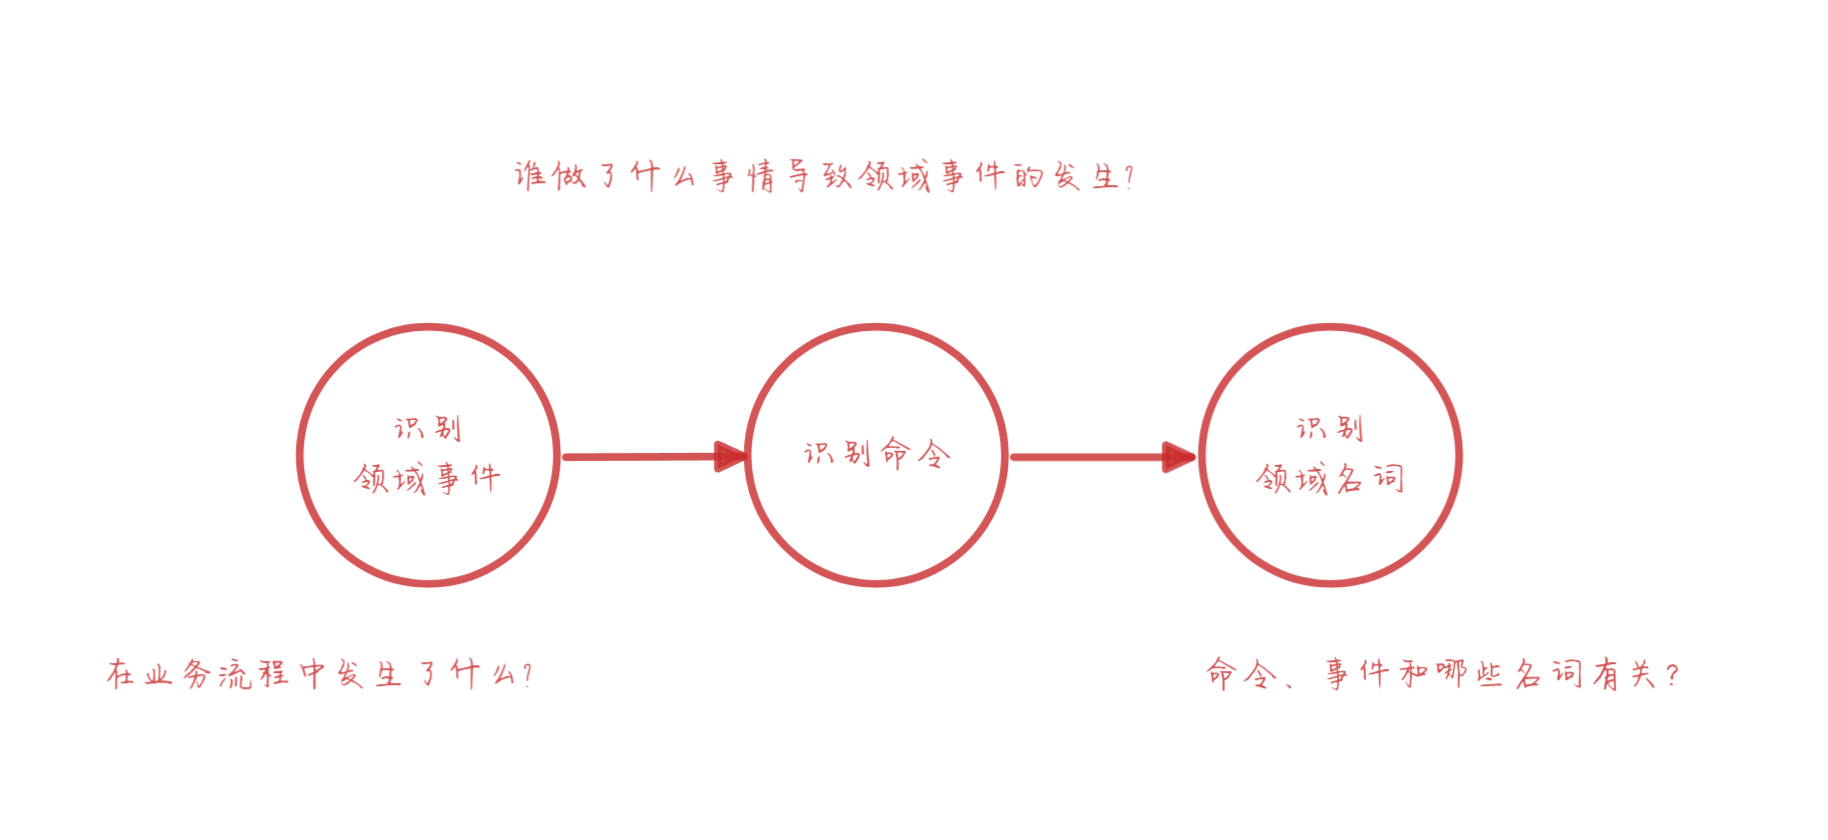 谁做了什么事情导致领域事件的发生?
识别
领域事件
识别命令
识别
领域名词
在业务流程中发生了什么?
命令、事件和哪些名词有关?